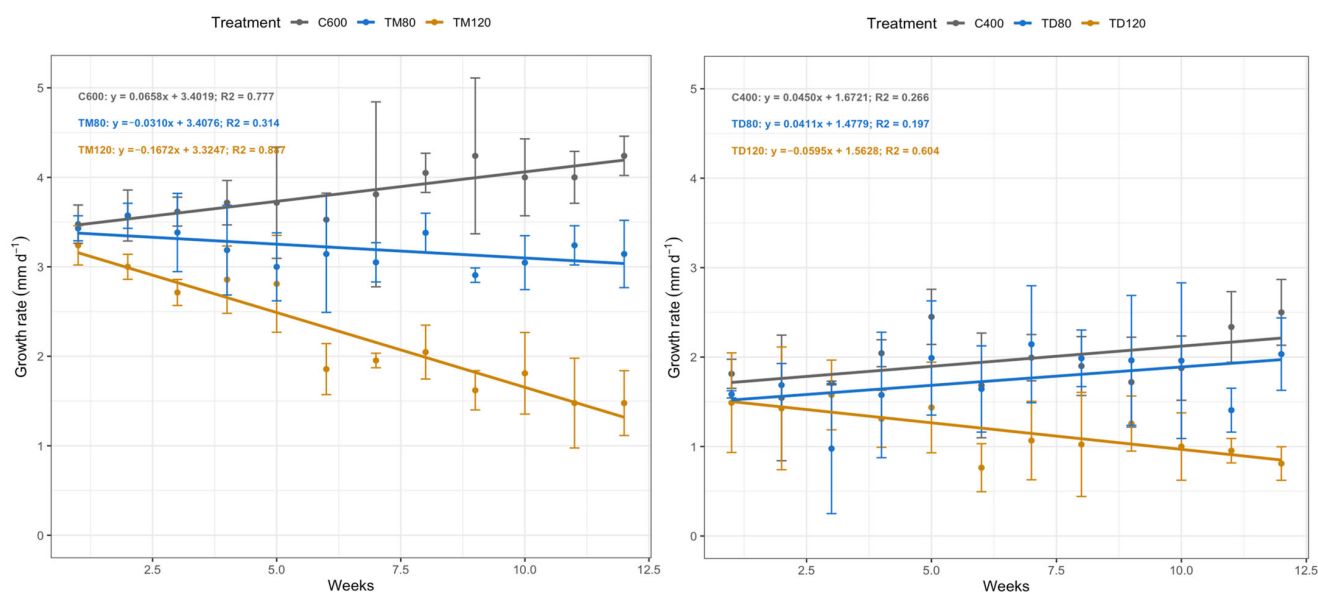 Treatment C600 TM80 TM120
C600: y = 0.0658x + 3.4019; R2 = 0.777
TM80: y =−0.0310x + 3.4076; R2 = 0.314
TM120: y =−0.1672x + 3.3247; R2 = 0.887
Growth rate (mm d⁻¹)
5
4
3
2
1
0
2.5 5.0 7.5 10.0 12.5
Weeks
Treatment C400 TD80 TD120
C400: y = 0.0450x + 1.6721; R2 = 0.266
TD80: y = 0.0411x + 1.4779; R2 = 0.197
TD120: y =−0.0595x + 1.5628; R2 = 0.604
Growth rate (mm d⁻¹)
5
4
3
2
1
0
2.5 5.0 7.5 10.0 12.5
Weeks